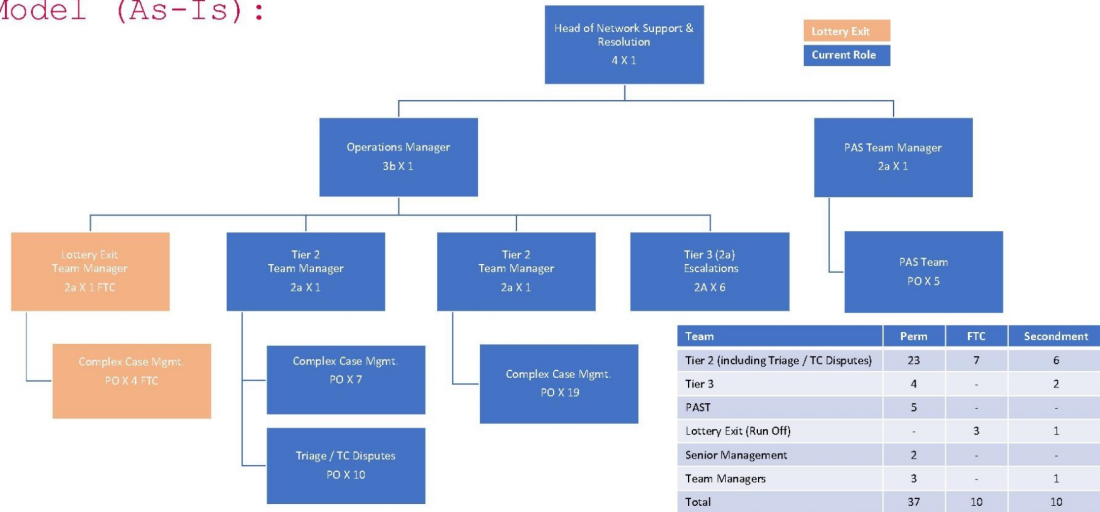 Model (As-Is):
Head of Network Support &
Resolution
4 X 1
Lottery Exit
Current Role
Operations Manager
3b X 1
PAS Team Manager
2a X 1
Lottery Exit
Team Manager
2a X 1 FTC
Tier 2
Team Manager
2a X 1
Tier 2
Team Manager
2a X 1
Tier 3 (2a)
Escalations
2A X 6
PAS Team
PO X 5
Complex Case Mgmt.
PO X 4 FTC
Complex Case Mgmt.
PO X 7
Complex Case Mgmt.
PO X 19
Triage / TC Disputes
PO X 10
Team Perm FTC Secondment
Tier 2 (including Triage / TC Disputes) 23 7 6
Tier 3 4 - 2
PAST 5 - -
Lottery Exit (Run Off) - 3 1
Senior Management 2 - -
Team Managers 3 - 1
Total 37 10 10